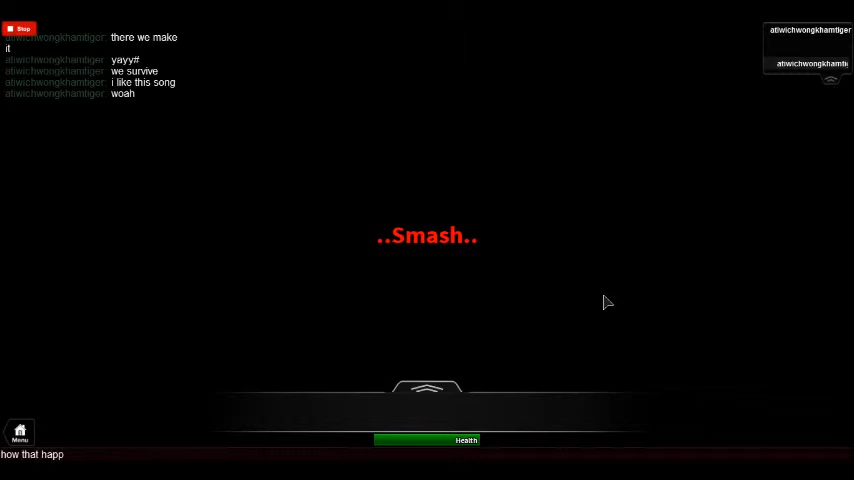 Stop
atiwichwongkhamtiger: there we make
it
atiwichwongkhamtiger: yayy#
atiwichwongkhamtiger: we survive
atiwichwongkhamtiger: i like this song
atiwichwongkhamtiger: woah
atiwichwongkhamtiger
atiwichwongkhamti
..Smash..
Menu
Health
how that happ